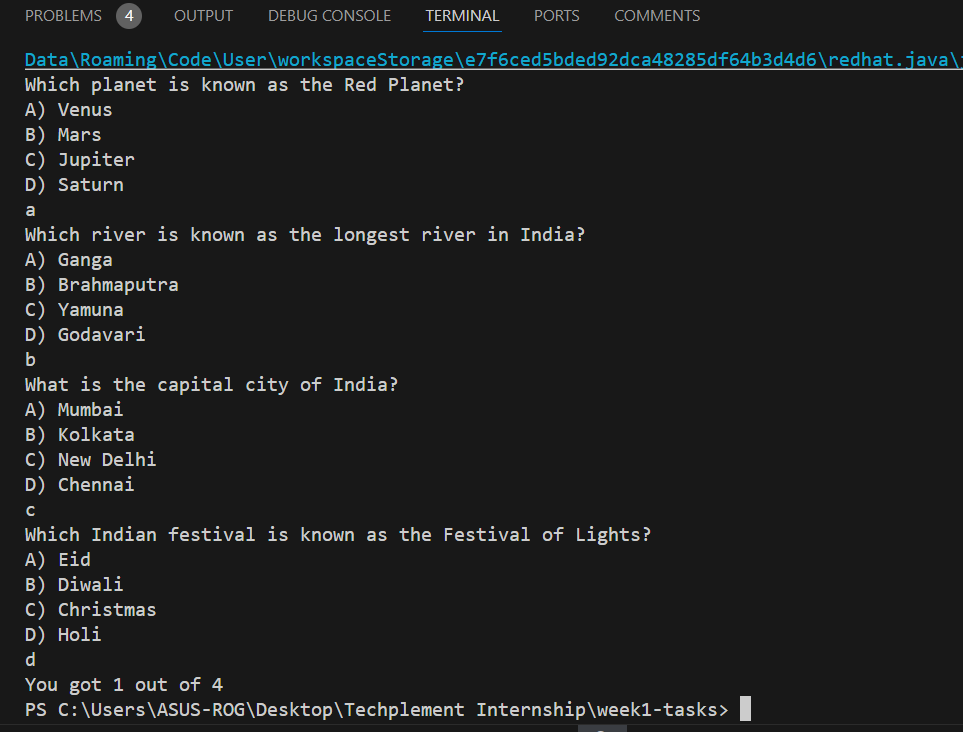 PROBLEMS 4 OUTPUT DEBUG CONSOLE TERMINAL PORTS COMMENTS
Data\Roaming\Code\User\workspaceStorage\e7f6ced5bded92dca48285df64b3d4d6\redhat.java\
Which planet is known as the Red Planet?
A) Venus
B) Mars
C) Jupiter
D) Saturn
a
Which river is known as the longest river in India?
A) Ganga
B) Brahmaputra
C) Yamuna
D) Godavari
b
What is the capital city of India?
A) Mumbai
B) Kolkata
C) New Delhi
D) Chennai
c
Which Indian festival is known as the Festival of Lights?
A) Eid
B) Diwali
C) Christmas
D) Holi
d
You got 1 out of 4
PS C:\Users\ASUS-ROG\Desktop\Techplement Internship\week1-tasks>